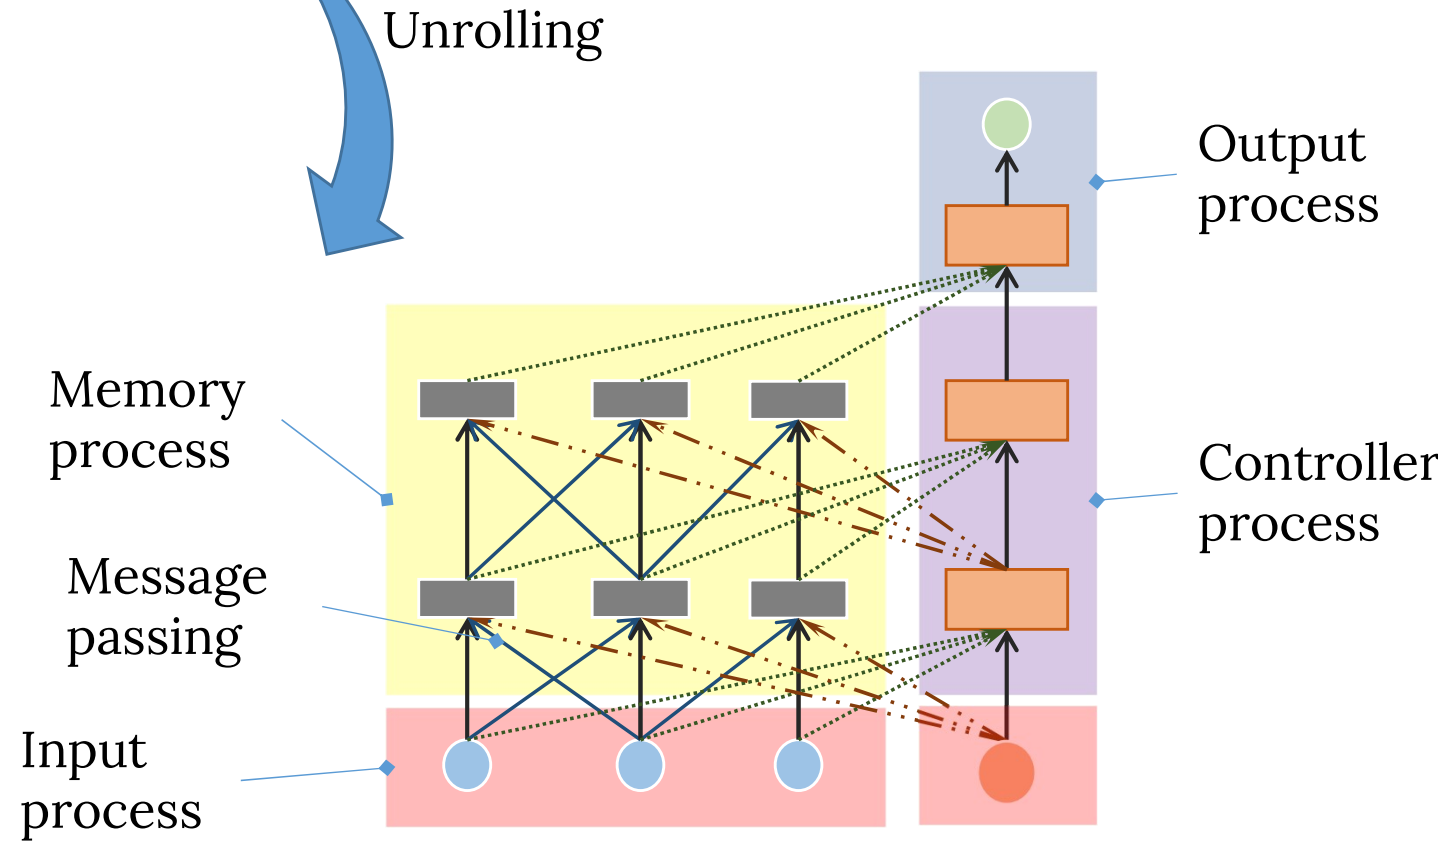 Unrolling
Output
process
Memory
process
Controller
process
Message
passing
Input
process